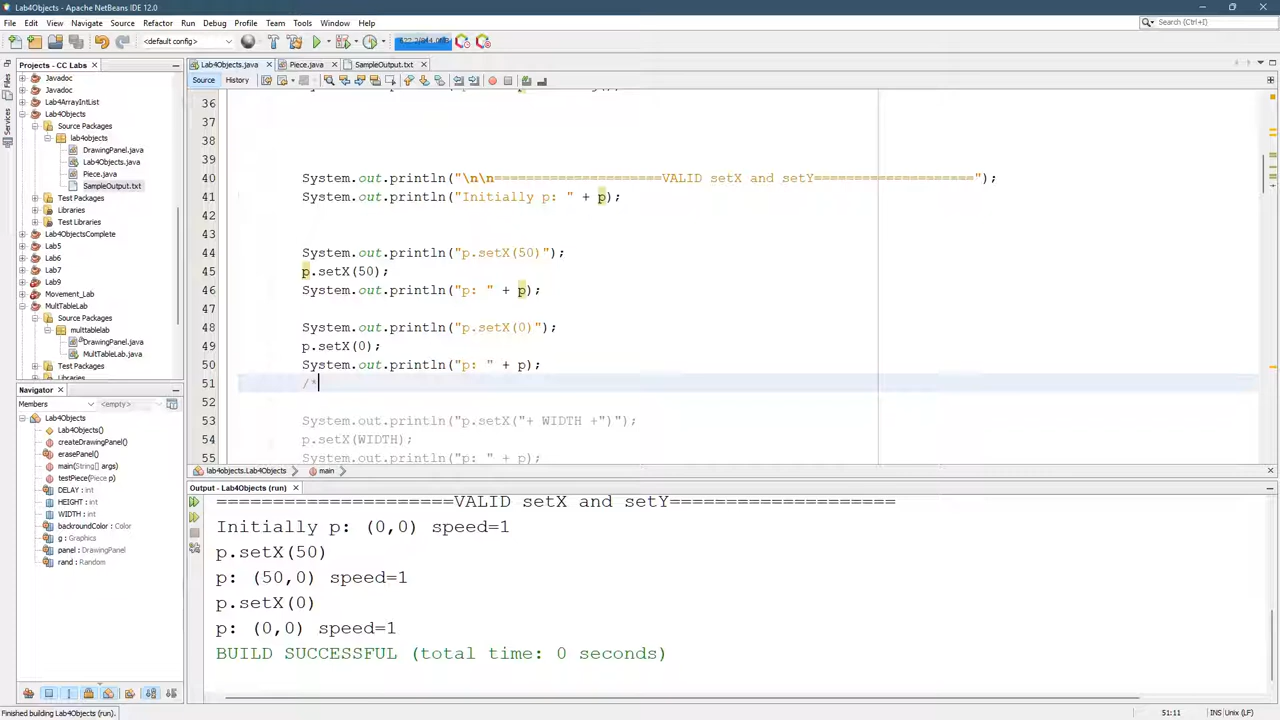 Lab4Objects - Apache NetBeans IDE 12.0
File Edit View Navigate Source Refactor Run Debug Profile Team Tools Window Help
Search (Ctrl+I)
<default config>
Projects - CC Labs
Lab4Objects.java Piece.java SampleOutput.txt
Source History
Files
Services
Javadoc
Javadoc
Lab4ArrayIntList
Lab4Objects
Source Packages
lab4objects
DrawingPanel.java
Lab4Objects.java
Piece.java
SampleOutput.txt
Test Packages
Libraries
Test Libraries
Lab4ObjectsComplete
Lab5
Lab6
Lab7
Lab9
Movement_Lab
MultTableLab
Source Packages
multtablelab
DrawingPanel.java
MultTableLab.java
Test Packages
Libraries
36
37
38
39
40 System.out.println("\n\n=====================VALID setX and setY====================");
41 System.out.println("Initially p: " + p);
42
44 System.out.println("p.setX(50)");
45 p.setX(50);
46 System.out.println("p: " + p);
48 System.out.println("p.setX(0)");
49 p.setX(0);
50 System.out.println("p: " + p);
51 /*
52
53 System.out.println("p.setX("+ WIDTH +")");
54 p.setX(WIDTH);
55 System.out.println("p: " + p);
lab4objects.Lab4Objects main
Navigator
Members <empty>
Lab4Objects
Lab4Objects()
createDrawingPanel()
erasePanel()
main(String[] args)
testPiece(Piece p)
DELAY : int
HEIGHT : int
WIDTH : int
backroundColor : Color
g : Graphics
panel : DrawingPanel
rand : Random
Output - Lab4Objects (run)
=====================VALID setX and setY====================
Initially p: (0,0) speed=1
p.setX(50)
p: (50,0) speed=1
p.setX(0)
p: (0,0) speed=1
BUILD SUCCESSFUL (total time: 0 seconds)
Finished building Lab4Objects (run).
51:11 INS Unix (LF)